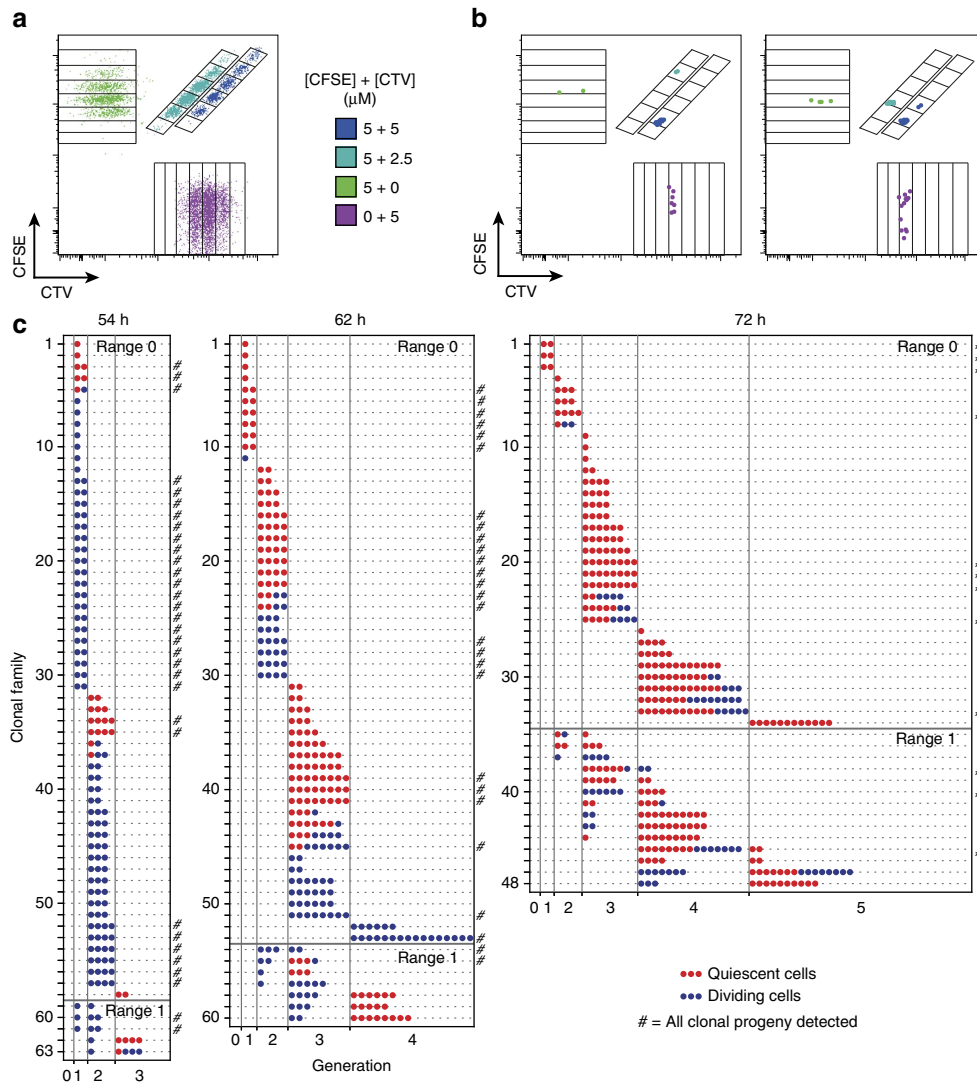 a
b
CFSE
CTV
[CFSE] + [CTV]
(μM)
5 + 5
5 + 2.5
5 + 0
0 + 5
CFSE
CTV
c
54 h
62 h
72 h
Clonal family
1
10
20
30
40
50
60
63
Range 0
Range 1
# # # # # # # # # # # # # # # # # # # # # # # # # # # # # # # #
0 1 2 3
1
10
20
30
40
50
60
Range 0
Range 1
# # # # # # # # # # # # # # # # # # # # # # # # # # #
0 1 2 3 4
Generation
1
10
20
30
40
48
Range 0
Range 1
0 1 2 3 4 5
Quiescent cells
Dividing cells
# = All clonal progeny detected